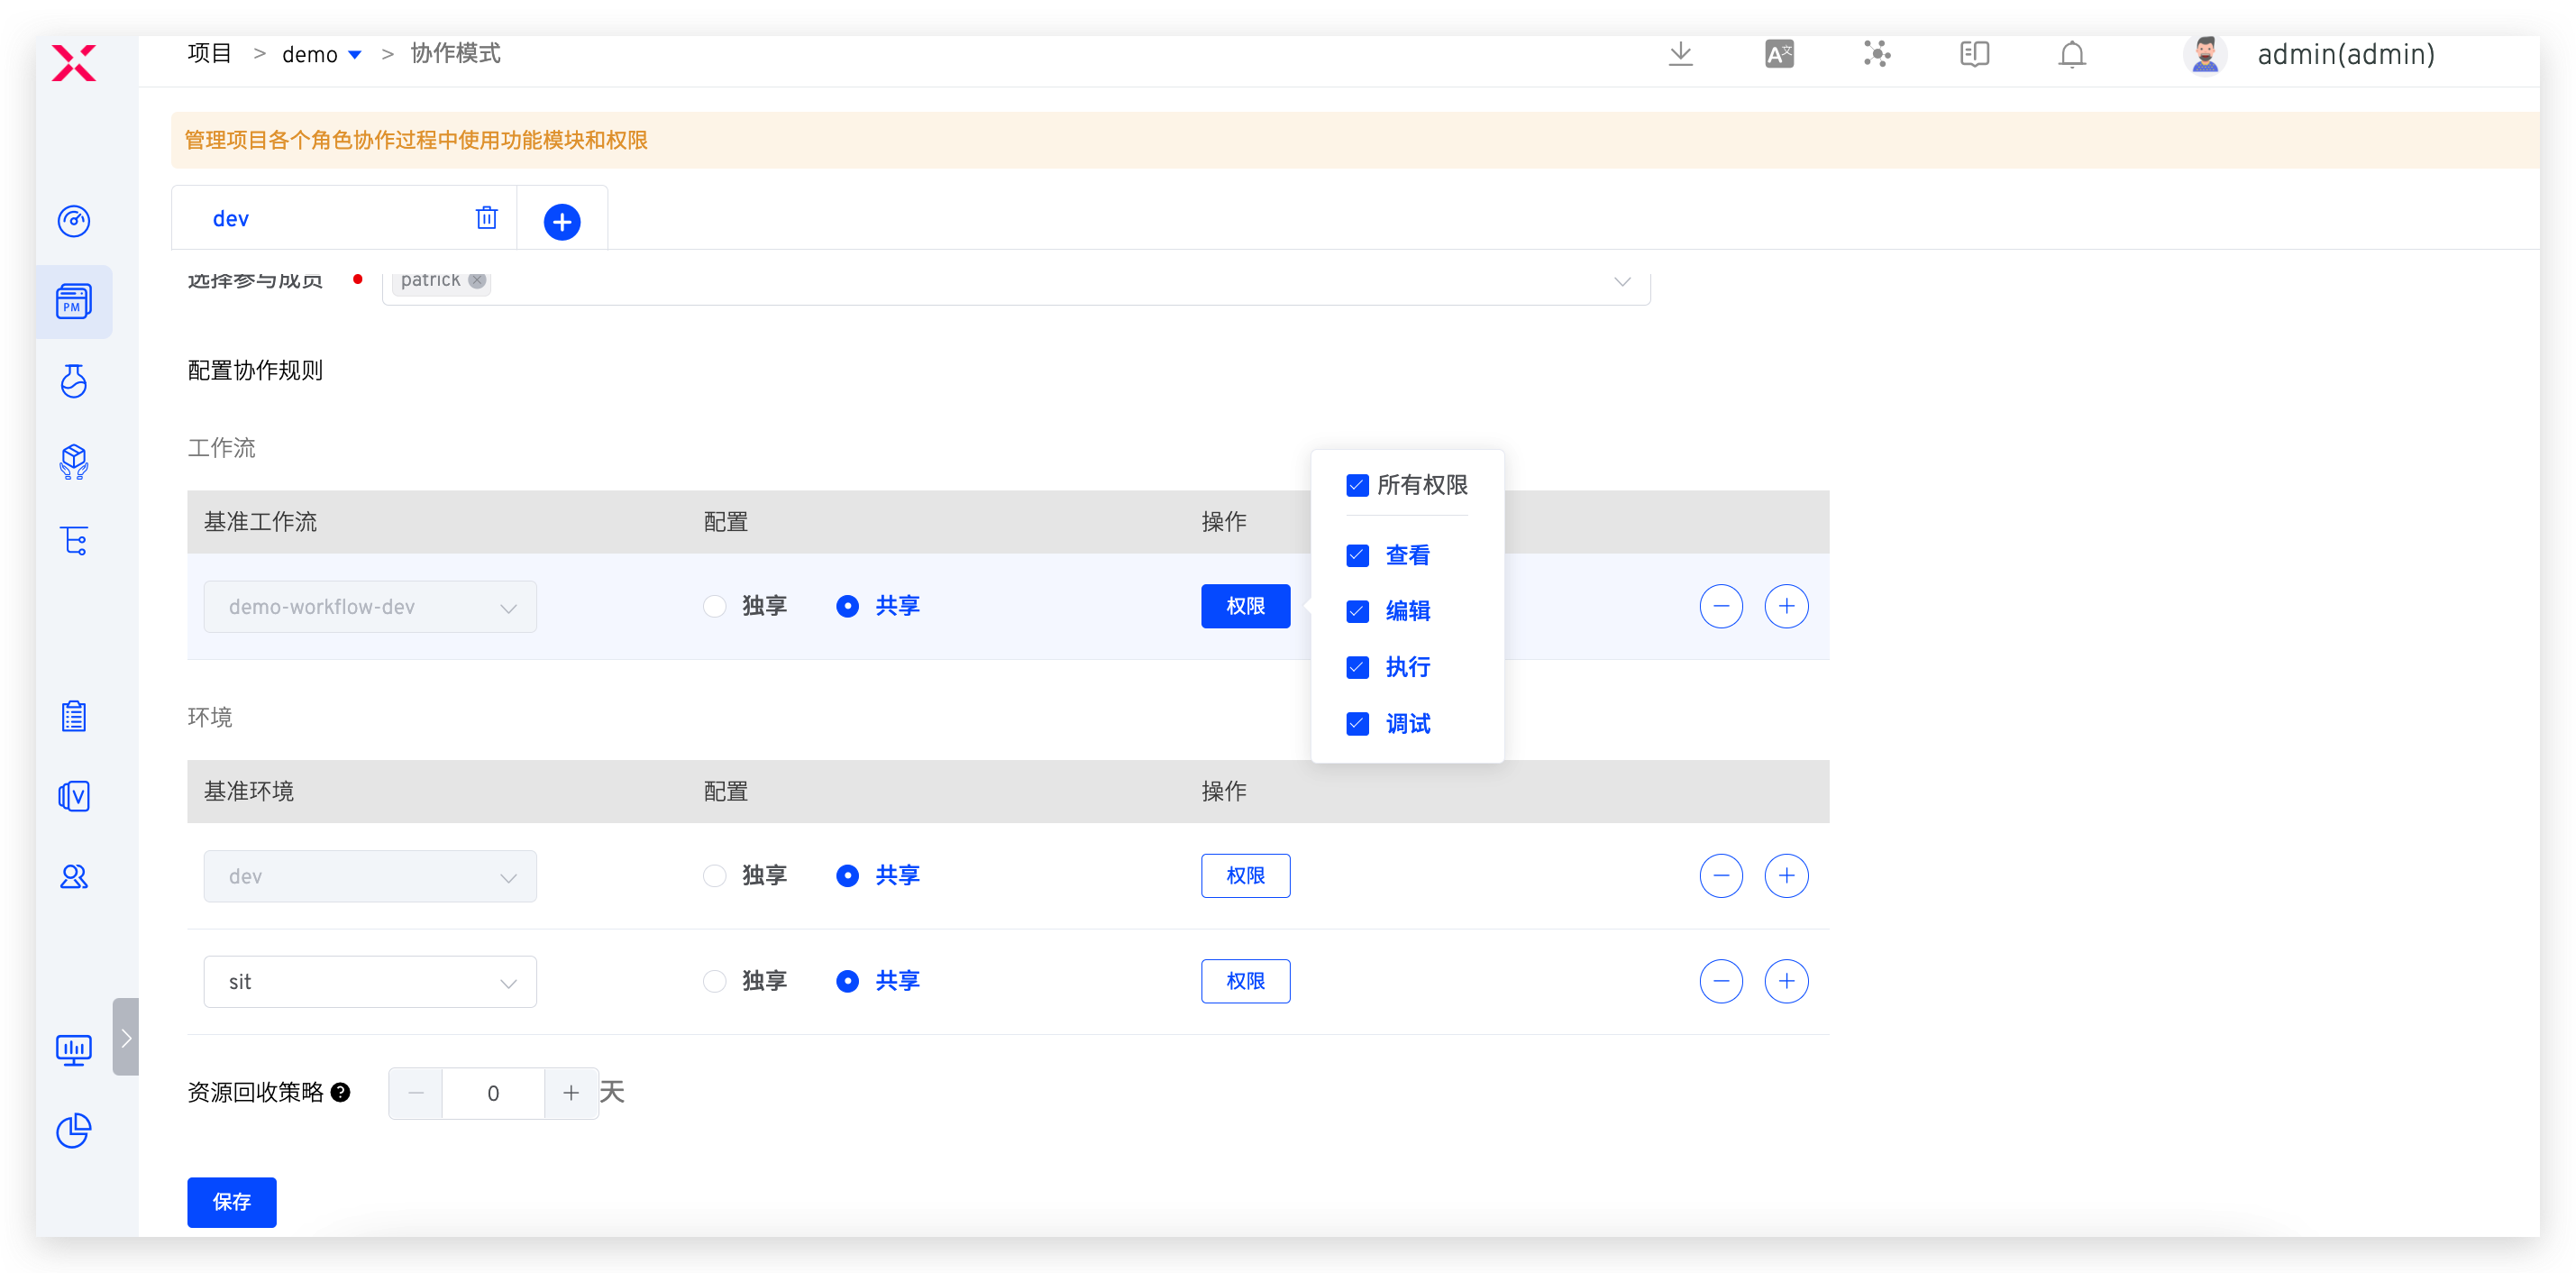 项目 > demo > 协作模式
admin(admin)
管理项目各个角色协作过程中使用功能模块和权限
dev
PM
选择参与成员 patrick
配置协作规则
工作流
基准工作流 配置 操作
demo-workflow-dev 独享 共享 权限
所有权限
查看
编辑
执行
调试
环境
基准环境 配置 操作
dev 独享 共享 权限
sit 独享 共享 权限
资源回收策略 ? 0 天
保存